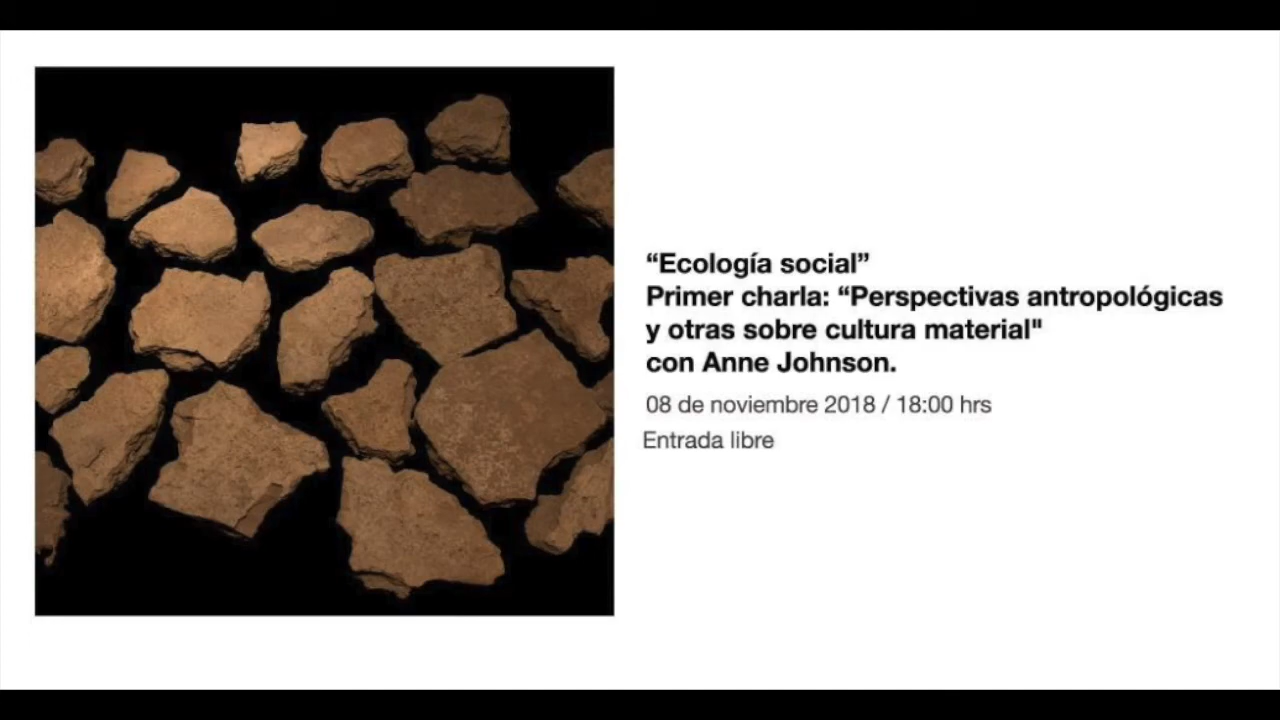 “Ecología social”
Primer charla: “Perspectivas antropológicas
y otras sobre cultura material"
con Anne Johnson.
08 de noviembre 2018 / 18:00 hrs
Entrada libre